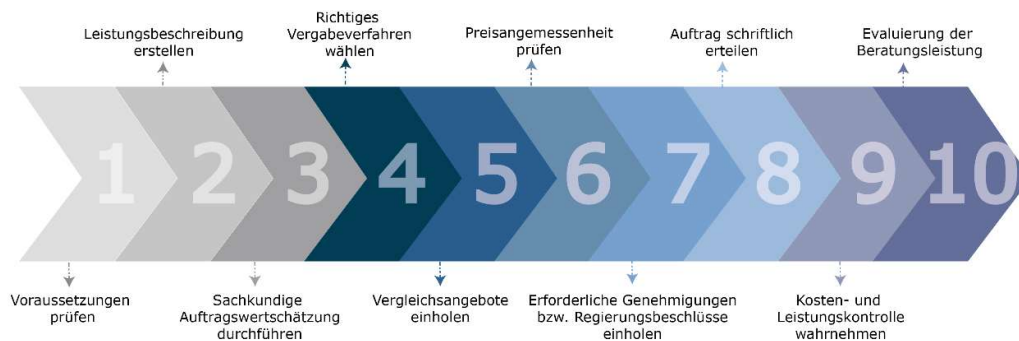 Leistungsbeschreibung
erstellen
Richtiges
Vergabeverfahren
wählen
Preisangemessenheit
prüfen
Auftrag schriftlich
erteilen
Evaluierung der
Beratungsleistung
1 2 3 4 5 6 7 8 9 10
Voraussetzungen
prüfen
Sachkundige
Auftragswertschätzung
durchführen
Vergleichsangebote
einholen
Erforderliche Genehmigungen
bzw. Regierungsbeschlüsse
einholen
Kosten- und
Leistungskontrolle
wahrnehmen